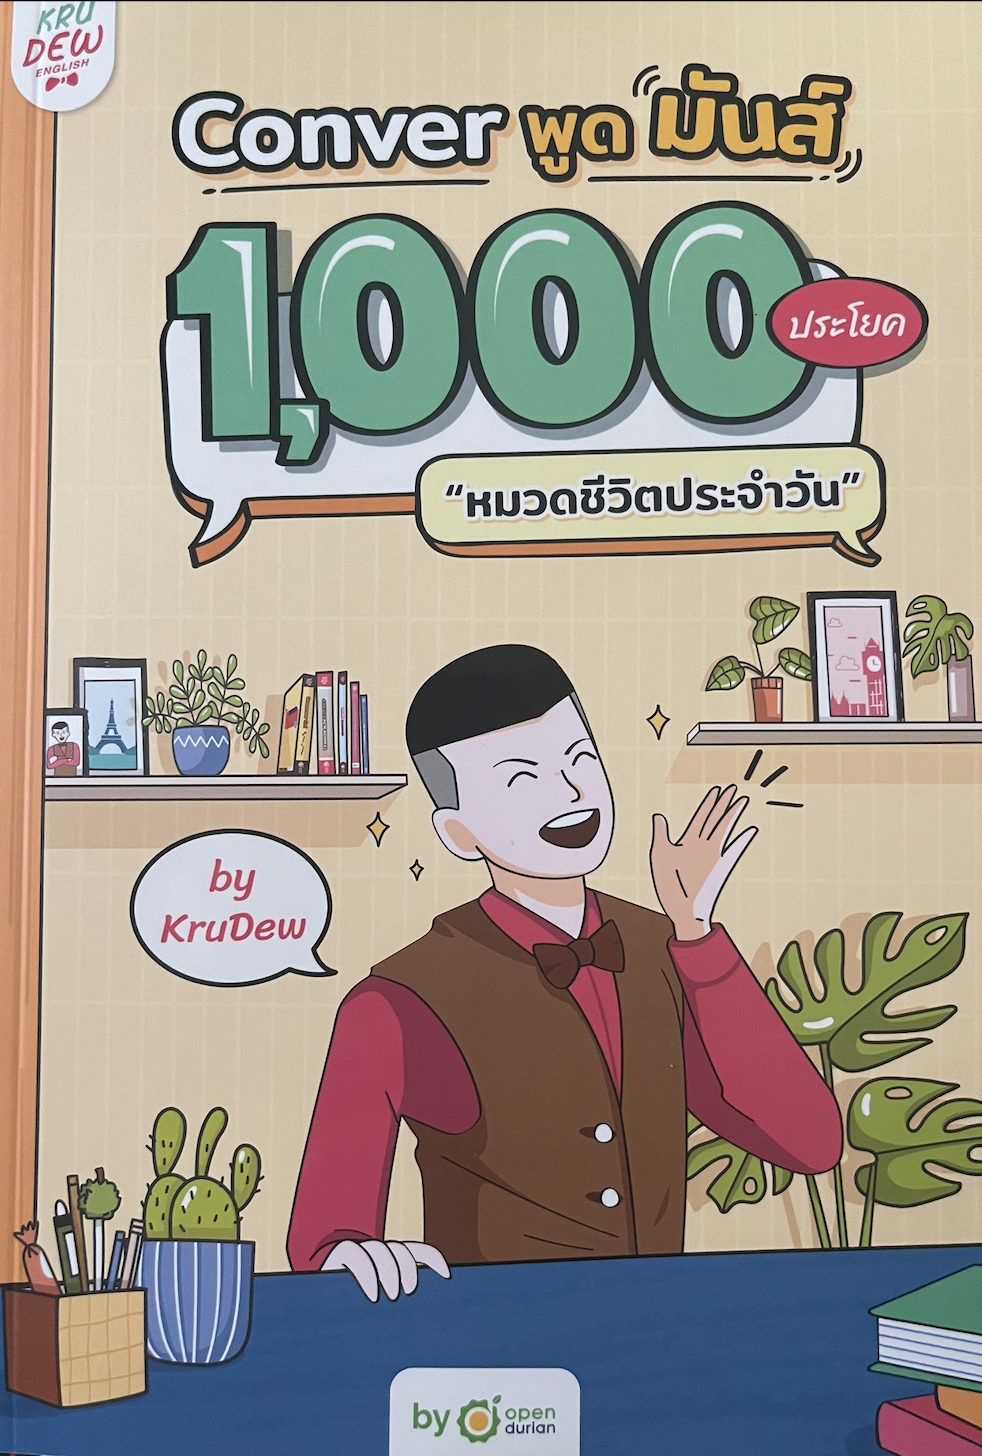 KRU
DEW
ENGLISH
Conver พูด มันส์
1,000
ประโยค
“หมวดชีวิตประจำวัน”
by
KruDew
by open
durian